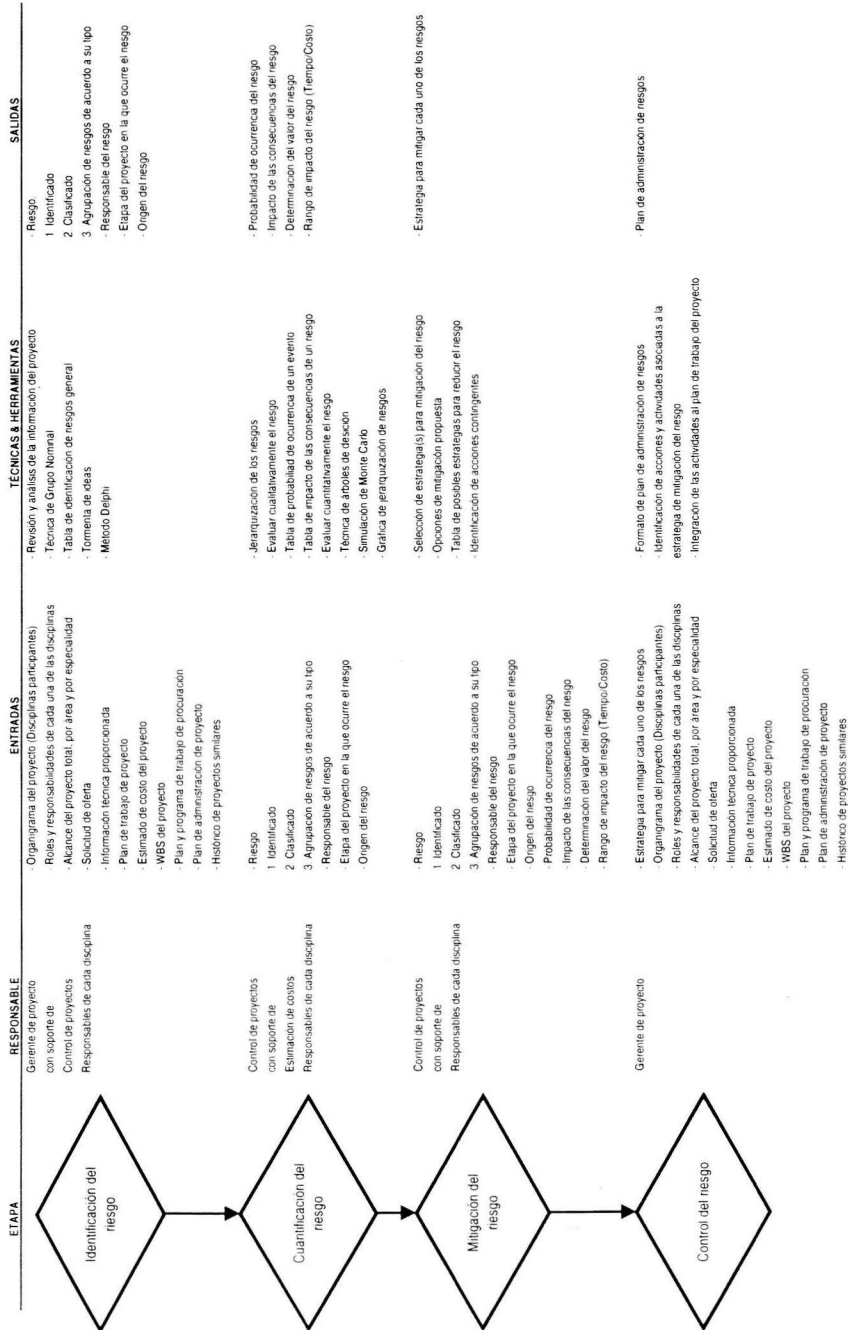 ETAPA
RESPONSABLE
ENTRADAS
TÉCNICAS & HERRAMIENTAS
SALIDAS
Identificación del
riesgo
Gerente de proyecto
con soporte de
Control de proyectos
Responsables de cada disciplina
- Organigrama del proyecto (Disciplinas participantes)
- Roles y responsabilidades de cada una de las disciplinas
- Alcance del proyecto total, por área y por especialidad
- Solicitud de oferta
- Información técnica proporcionada
- Plan de trabajo de proyecto
- Estimado de costo del proyecto
- WBS del proyecto
- Plan y programa de trabajo de procuración
- Plan de administración de proyecto
- Histórico de proyectos similares
- Revisión y análisis de la información del proyecto
- Técnica de Grupo Nominal
- Tabla de identificación de riesgos general
- Tormenta de ideas
- Método Delphi
- Riesgo
1 Identificado
2 Clasificado
3 Agrupación de riesgos de acuerdo a su tipo
- Responsable del riesgo
- Etapa del proyecto en la que ocurre el riesgo
- Origen del riesgo
Cuantificación del
riesgo
Control de proyectos
con soporte de
Estimación de costos
Responsables de cada disciplina
- Riesgo
1 Identificado
2 Clasificado
3 Agrupación de riesgos de acuerdo a su tipo
- Responsable del riesgo
- Etapa del proyecto en la que ocurre el riesgo
- Origen del riesgo
- Jerarquización de los riesgos
- Evaluar cualitativamente el riesgo
- Tabla de probabiliad de ocurrencia de un evento
- Tabla de impacto de las consecuencias de un riesgo
- Evaluar cuantitativamente el riesgo
- Técnica de árboles de desición
- Simulación de Monte Carlo
- Gráfica de jerarquización de riesgos
- Probabilidad de ocurrencia del riesgo
- Impacto de las consecuencias del riesgo
- Determinación del valor del riesgo
- Rango de impacto del riesgo (Tiempo/Costo)
Mitigación del
riesgo
Control de proyectos
con soporte de
Responsables de cada disciplina
- Riesgo
1 Identificado
2 Clasificado
3 Agrupación de riesgos de acuerdo a su tipo
- Responsable del riesgo
- Etapa del proyecto en la que ocurre el riesgo
- Origen del riesgo
- Probabilidad de ocurrencia del riesgo
- Impacto de las consecuencias del riesgo
- Determinación del valor del riesgo
- Rango de impacto del riesgo (Tiempo/Costo)
- Selección de estrategia(s) para mitigación del riesgo
- Opciones de mitigación propuesta
- Tabla de posibles estrategias para reducir el riesgo
- Identificación de acciones contingentes
- Estrategia para mitigar cada uno de los riesgos
Control del riesgo
Gerente de proyecto
- Estrategia para mitigar cada uno de los riesgos
- Organigrama del proyecto (Disciplinas participantes)
- Roles y responsabilidades de cada una de las disciplinas
- Alcance del proyecto total, por área y por especialidad
- Solicitud de oferta
- Información técnica proporcionada
- Plan de trabajo de proyecto
- Estimado de costo del proyecto
- WBS del proyecto
- Plan y programa de trabajo de procuración
- Plan de administración de proyecto
- Histórico de proyectos similares
- Formato de plan de administración de riesgos
- Identificación de acciones y actividades asociadas a la
estrategia de mitigación del riesgo
- Integración de las actividades al plan de trabajo del proyecto
- Plan de administración de riesgos